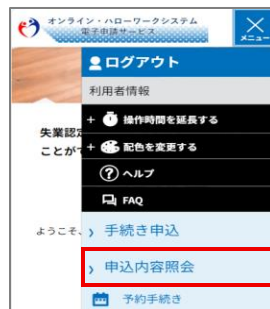 オンライン・ハローワークシステム
電子申請サービス
メニュー
ログアウト
利用者情報
+ 操作時間を延長する
失業認定
+ 配色を変更する
ことがで
ヘルプ
FAQ
ようこそ、
手続き申込
申込内容照会
予約手続き